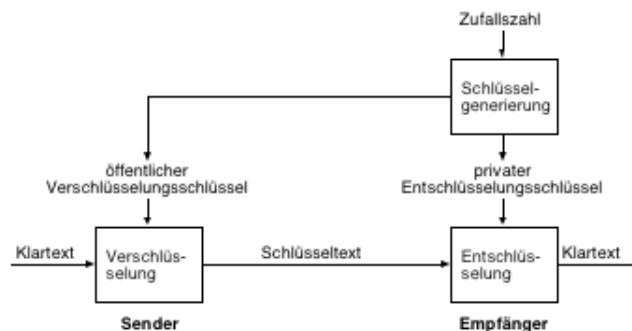 Zufallszahl
Schlüssel-
generierung
öffentlicher
Verschlüsselungsschlüssel
privater
Entschlüsselungsschlüssel
Klartext
Verschlüs-
selung
Schlüsseltext
Entschlüs-
selung
Klartext
Sender
Empfänger